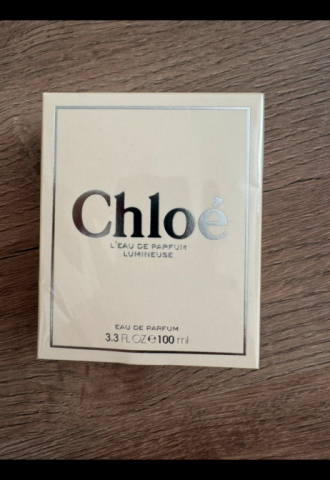 Chloé
L'EAU DE PARFUM
LUMINEUSE
EAU DE PARFUM
3.3 FL OZ ℮ 100 ml